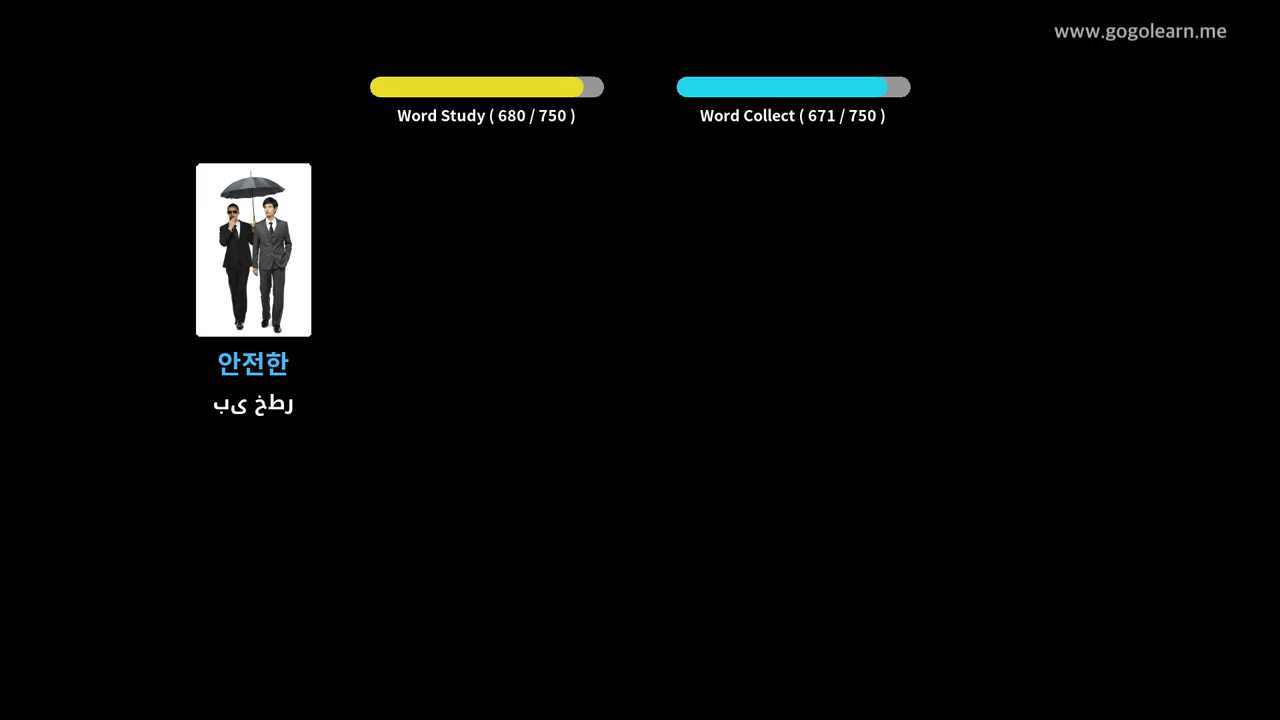 www.gogolearn.me
Word Study ( 680 / 750 )
Word Collect ( 671 / 750 )
안전한
بی خطر